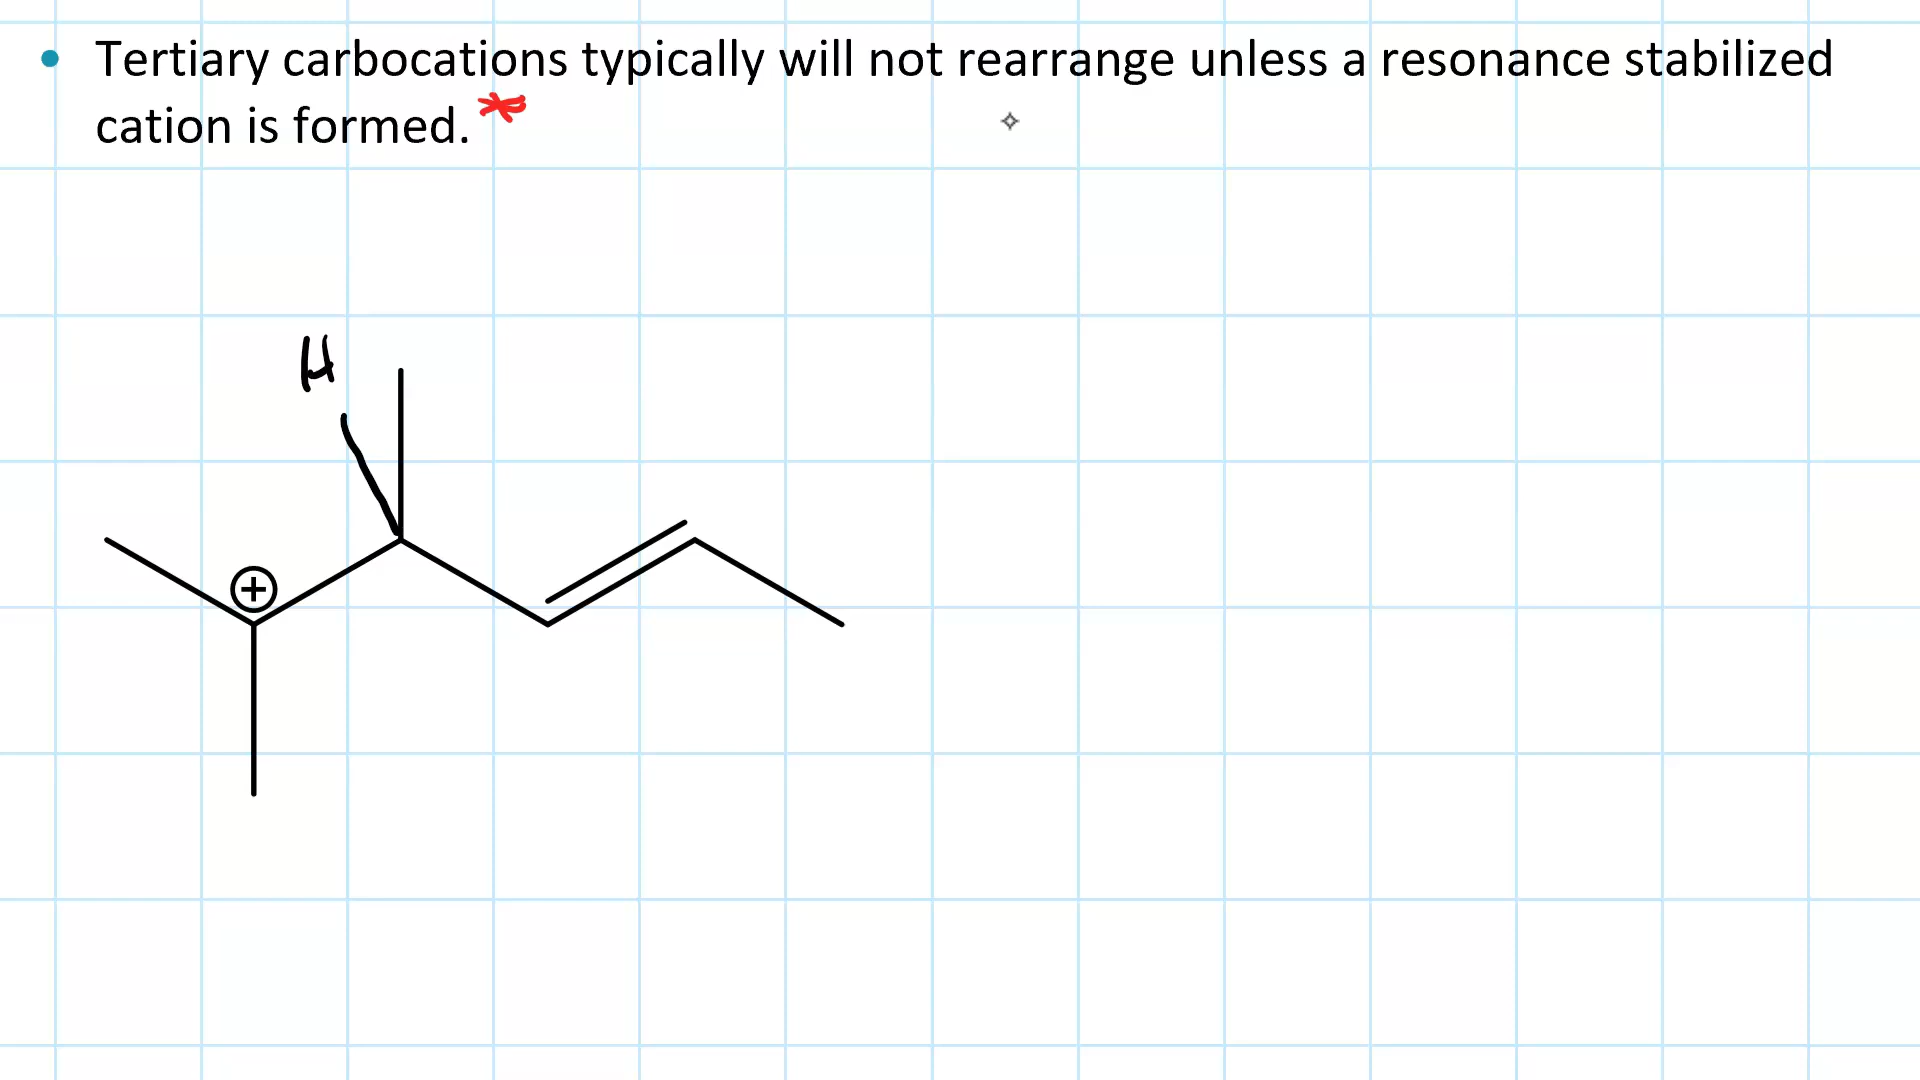 • Tertiary carbocations typically will not rearrange unless a resonance stabilized
cation is formed. *
H
+